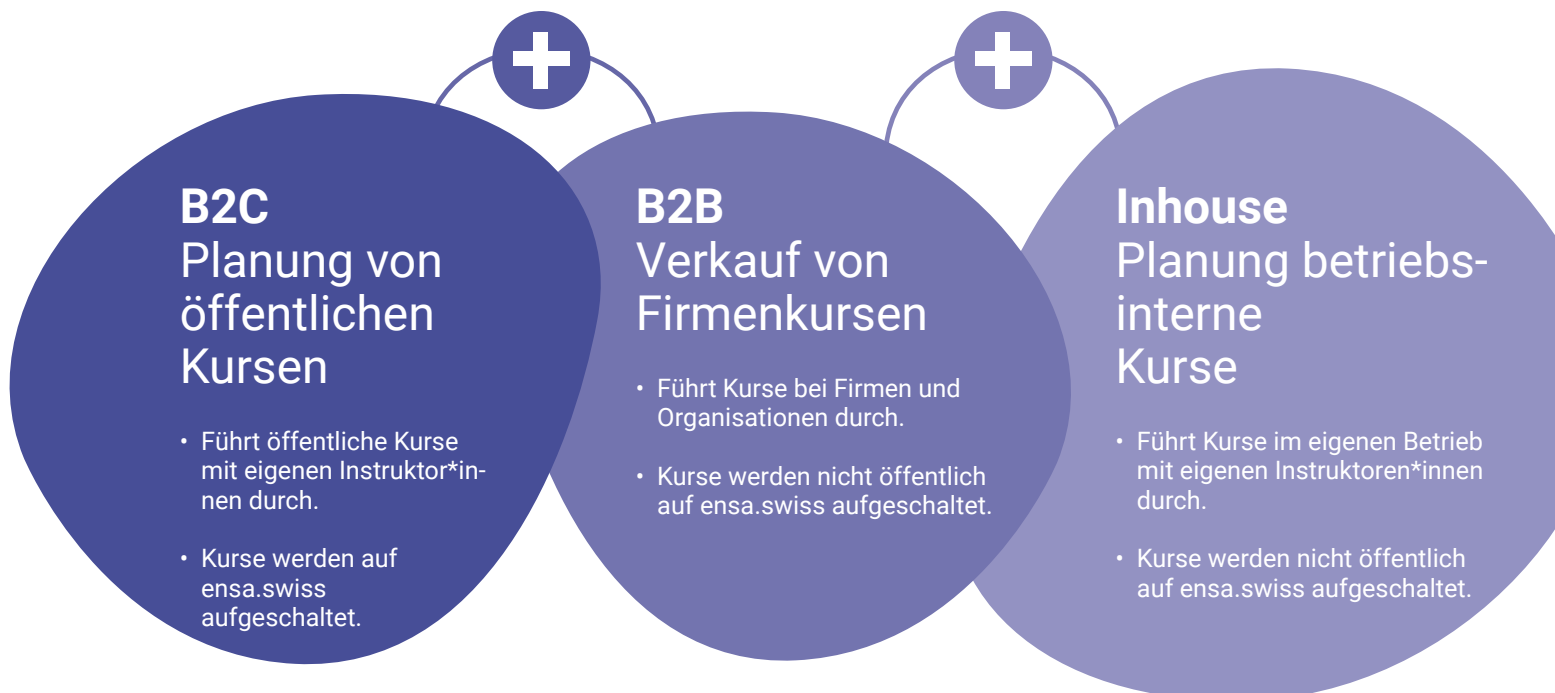 B2C
Planung von
öffentlichen
Kursen
• Führt öffentliche Kurse
mit eigenen Instruktor*in-
nen durch.
• Kurse werden auf
ensa.swiss
aufgeschaltet.
B2B
Verkauf von
Firmenkursen
• Führt Kurse bei Firmen und
Organisationen durch.
• Kurse werden nicht öffentlich
auf ensa.swiss aufgeschaltet.
Inhouse
Planung betriebs-
interne
Kurse
• Führt Kurse im eigenen Betrieb
mit eigenen Instruktoren*innen
durch.
• Kurse werden nicht öffentlich
auf ensa.swiss aufgeschaltet.